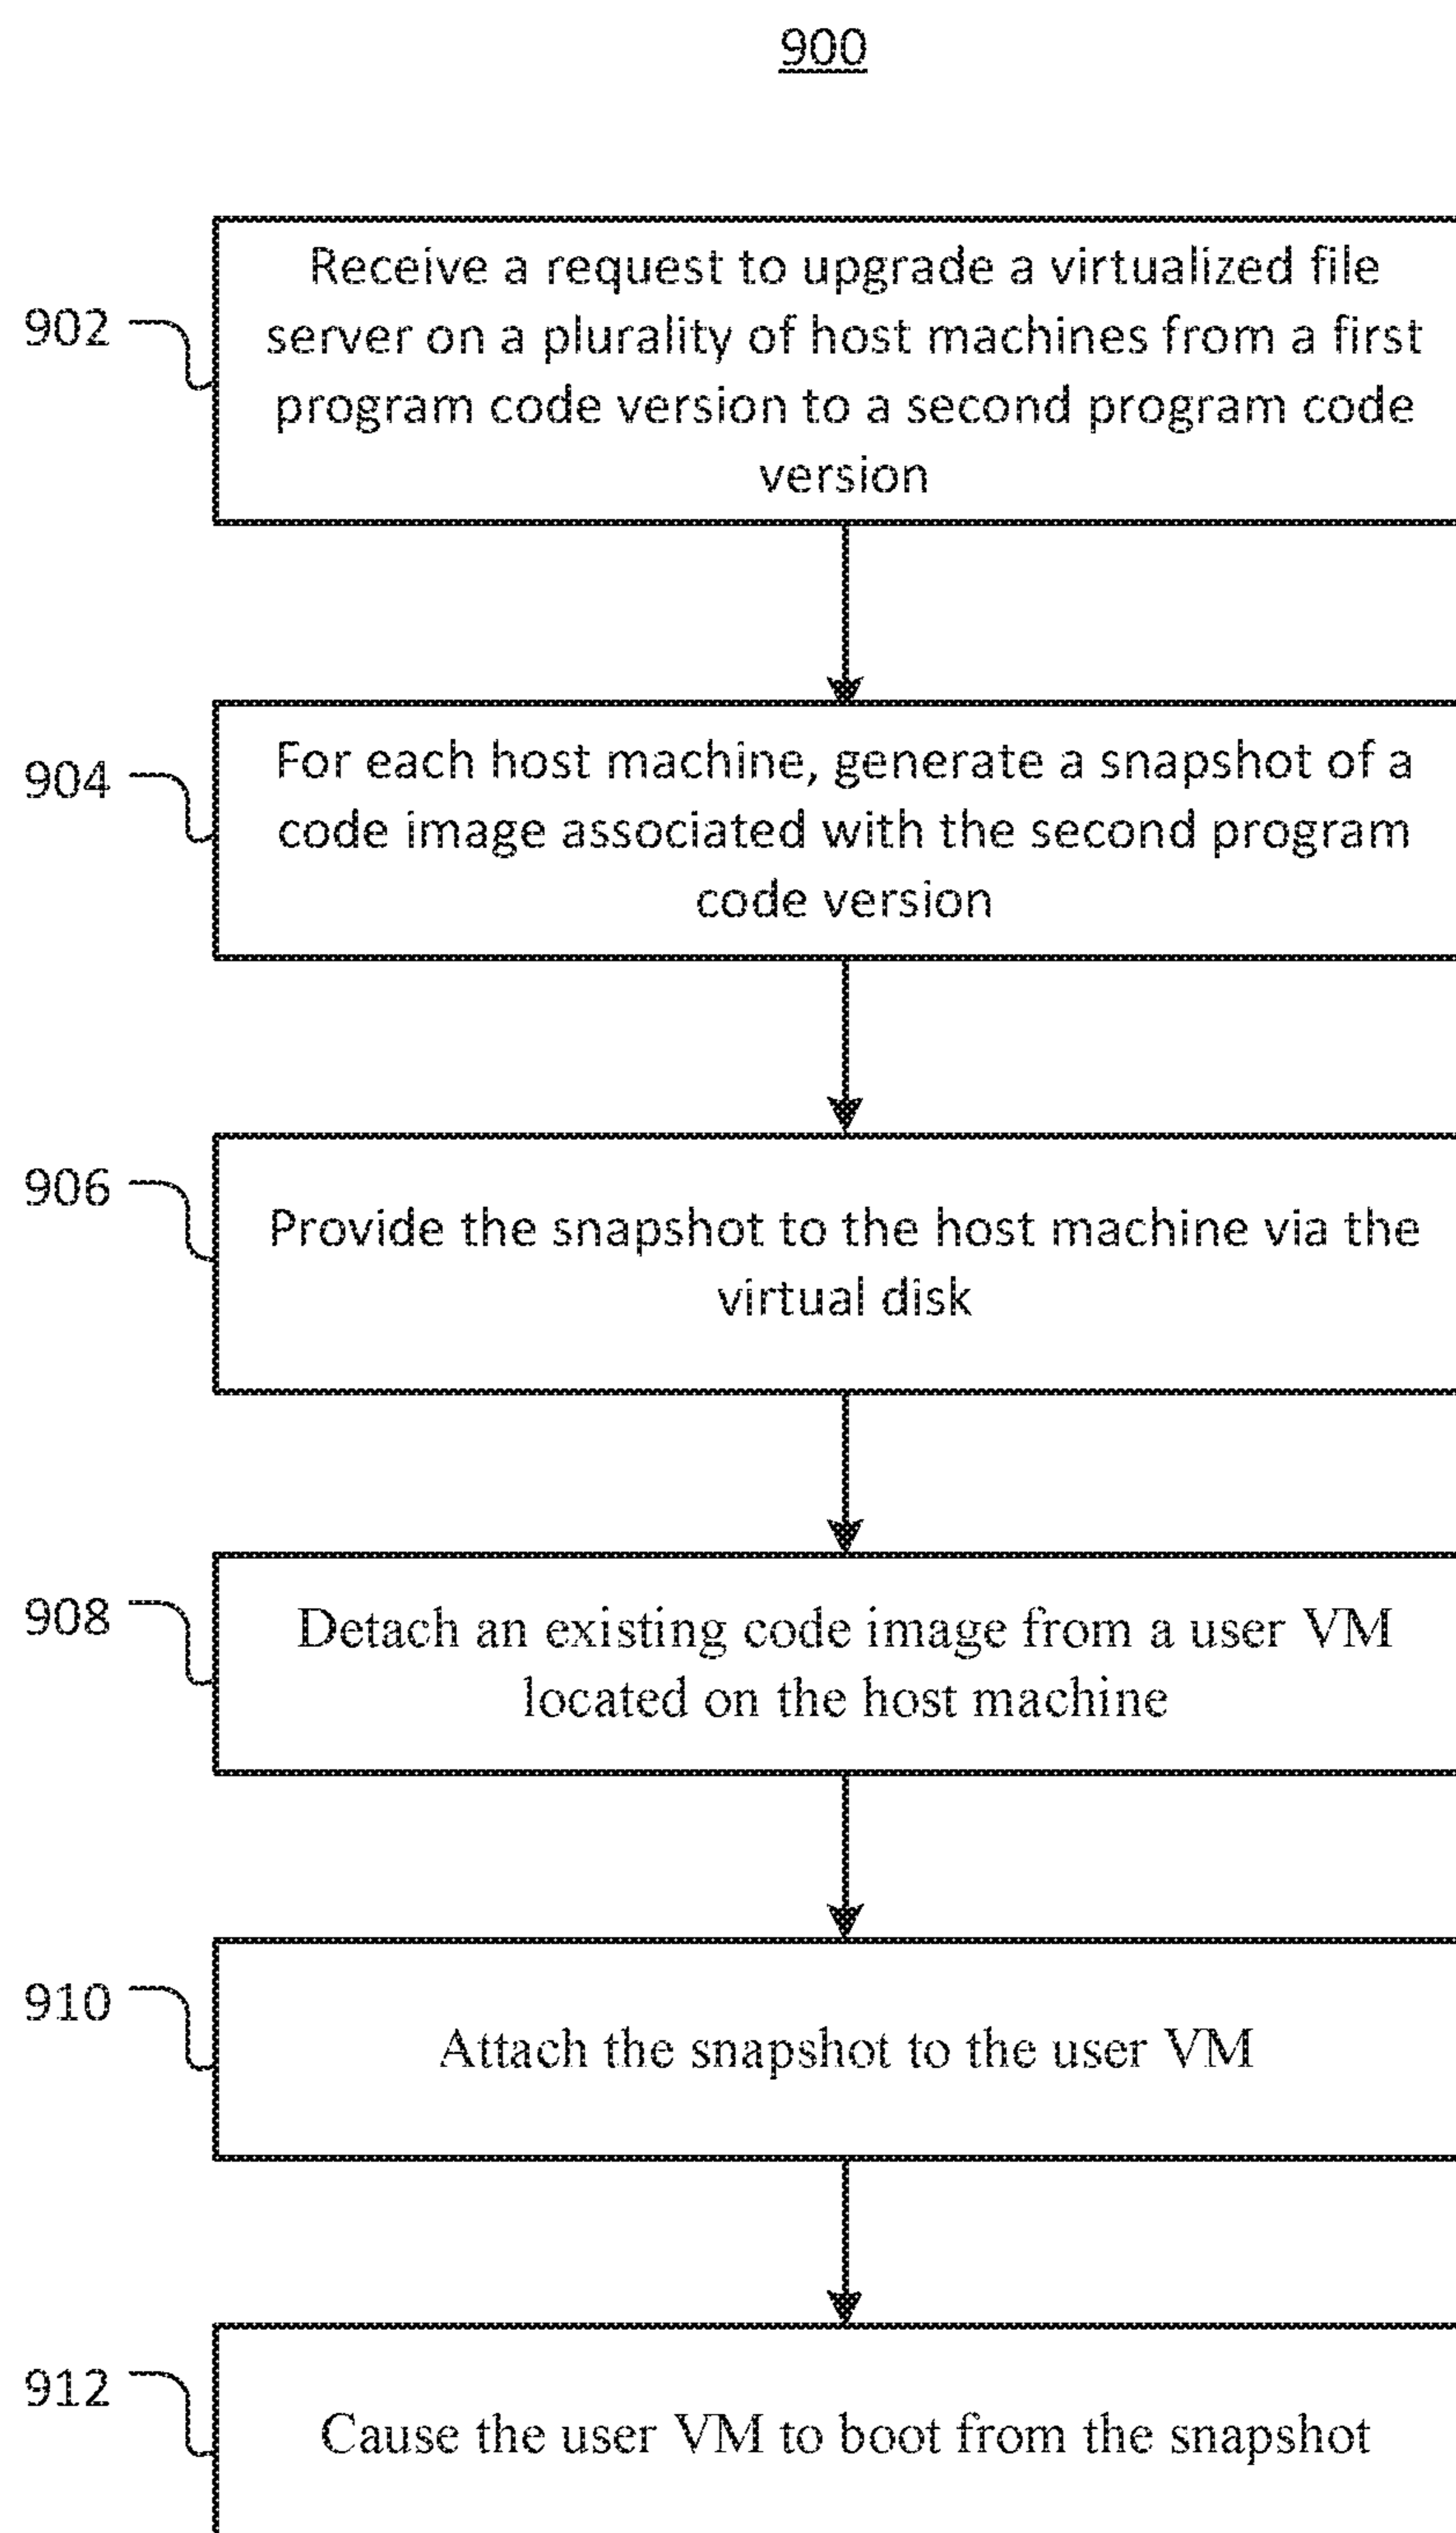 900
902
Receive a request to upgrade a virtualized file
server on a plurality of host machines from a first
program code version to a second program code
version
904
For each host machine, generate a snapshot of a
code image associated with the second program
code version
906
Provide the snapshot to the host machine via the
virtual disk
908
Detach an existing code image from a user VM
located on the host machine
910
Attach the snapshot to the user VM
912
Cause the user VM to boot from the snapshot